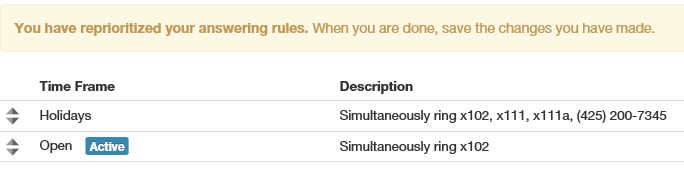 You have reprioritized your answering rules. When you are done, save the changes you have made.
Time Frame Description
Holidays Simultaneously ring x102, x111, x111a, (425) 200-7345
Open Active Simultaneously ring x102